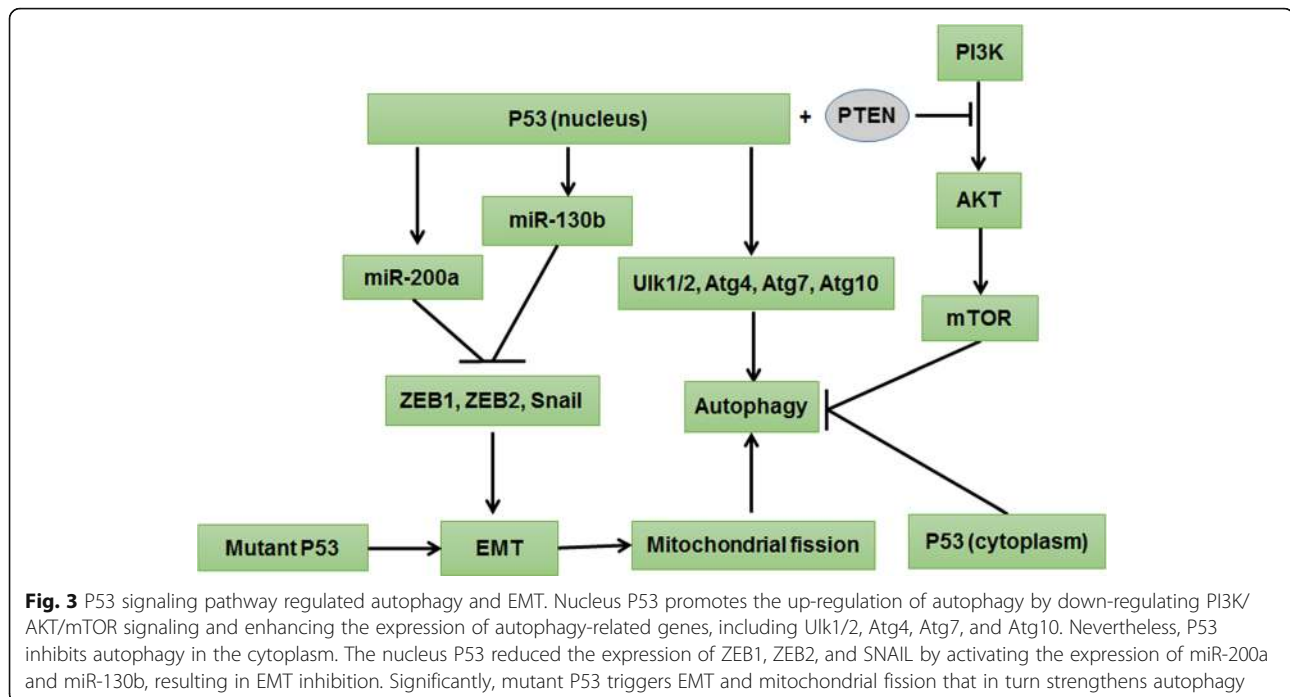 PI3K
P53 (nucleus)
+
PTEN
AKT
miR-130b
miR-200a
Ulk1/2, Atg4, Atg7, Atg10
mTOR
ZEB1, ZEB2, Snail
Autophagy
Mutant P53
EMT
Mitochondrial fission
P53 (cytoplasm)
Fig. 3 P53 signaling pathway regulated autophagy and EMT. Nucleus P53 promotes the up-regulation of autophagy by down-regulating PI3K/
AKT/mTOR signaling and enhancing the expression of autophagy-related genes, including Ulk1/2, Atg4, Atg7, and Atg10. Nevertheless, P53
inhibits autophagy in the cytoplasm. The nucleus P53 reduced the expression of ZEB1, ZEB2, and SNAIL by activating the expression of miR-200a
and miR-130b, resulting in EMT inhibition. Significantly, mutant P53 triggers EMT and mitochondrial fission that in turn strengthens autophagy